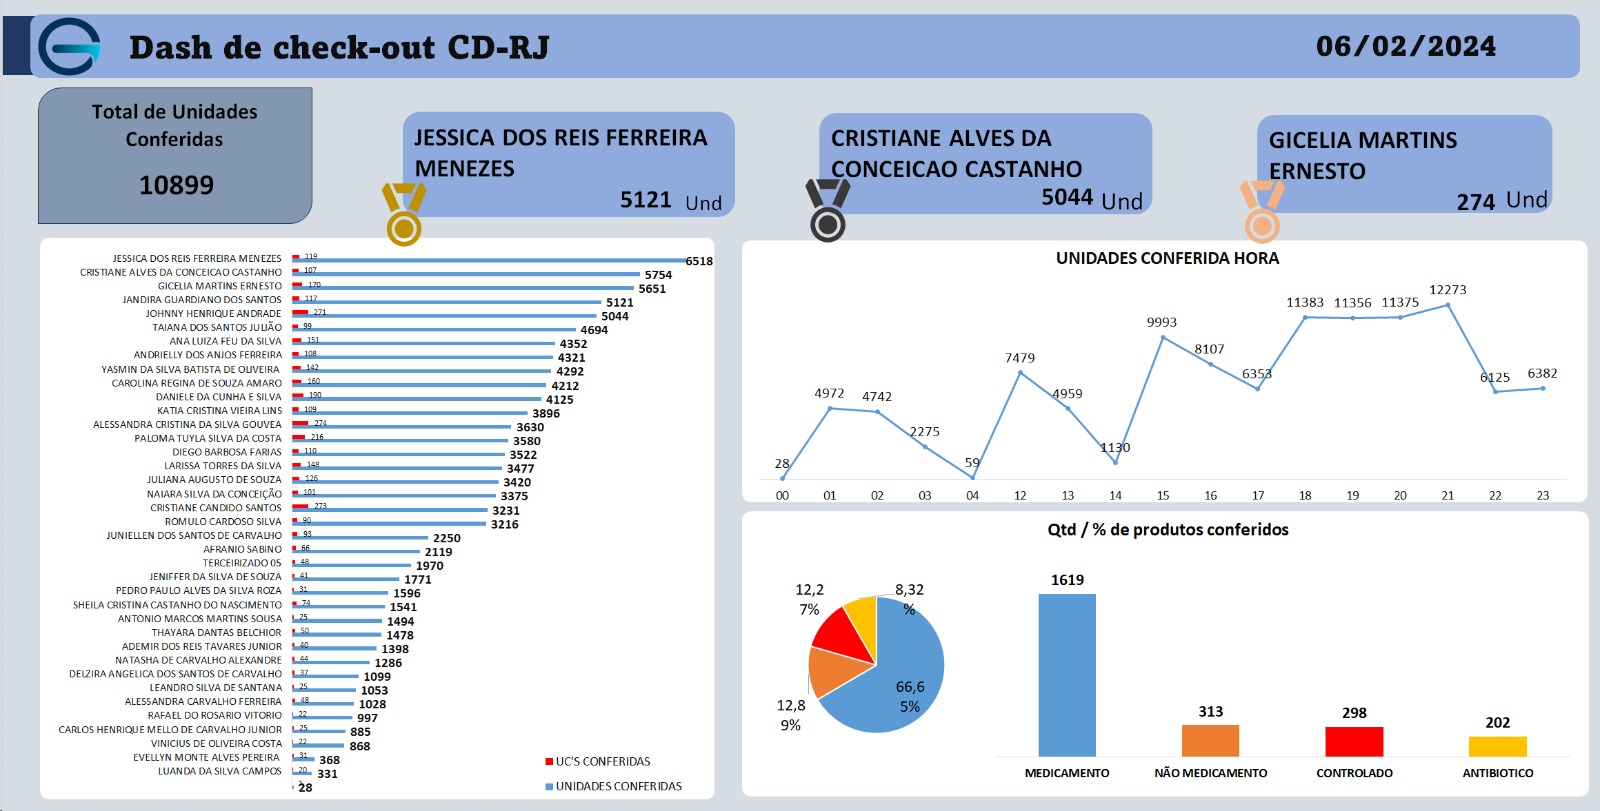 Dash de check-out CD-RJ
06/02/2024
Total de Unidades
Conferidas
10899
JESSICA DOS REIS FERREIRA
MENEZES
5121 Und
CRISTIANE ALVES DA
CONCEICAO CASTANHO
5044 Und
GICELIA MARTINS
ERNESTO
274 Und
JESSICA DOS REIS FERREIRA MENEZES 119 6518
CRISTIANE ALVES DA CONCEICAO CASTANHO 107 5754
GICELIA MARTINS ERNESTO 170 5651
JANDIRA GUARDIANO DOS SANTOS 117 5121
JOHNNY HENRIQUE ANDRADE 271 5044
TAIANA DOS SANTOS JULIÃO 99 4694
ANA LUIZA FEU DA SILVA 151 4352
ANDRIELLY DOS ANJOS FERREIRA 108 4321
YASMIN DA SILVA BATISTA DE OLIVEIRA 142 4292
CAROLINA REGINA DE SOUZA AMARO 160 4212
DANIELE DA CUNHA E SILVA 190 4125
KATIA CRISTINA VIEIRA LINS 109 3896
ALESSANDRA CRISTINA DA SILVA GOUVEA 274 3630
PALOMA TUYLA SILVA DA COSTA 216 3580
DIEGO BARBOSA FARIAS 110 3522
LARISSA TORRES DA SILVA 148 3477
JULIANA AUGUSTO DE SOUZA 126 3420
NAIARA SILVA DA CONCEIÇÃO 101 3375
CRISTIANE CANDIDO SANTOS 273 3231
ROMULO CARDOSO SILVA 90 3216
JUNIELLEN DOS SANTOS DE CARVALHO 93 2250
AFRANIO SABINO 66 2119
TERCEIRIZADO 05 48 1970
JENIFFER DA SILVA DE SOUZA 41 1771
PEDRO PAULO ALVES DA SILVA ROZA 31 1596
SHEILA CRISTINA CASTANHO DO NASCIMENTO 74 1541
ANTONIO MARCOS MARTINS SOUSA 25 1494
THAYARA DANTAS BELCHIOR 50 1478
ADEMIR DOS REIS TAVARES JUNIOR 40 1398
NATASHA DE CARVALHO ALEXANDRE 44 1286
DELZIRA ANGELICA DOS SANTOS DE CARVALHO 37 1099
LEANDRO SILVA DE SANTANA 25 1053
ALESSANDRA CARVALHO FERREIRA 48 1028
RAFAEL DO ROSARIO VITORIO 22 997
CARLOS HENRIQUE MELLO DE CARVALHO JUNIOR 25 885
VINICIUS DE OLIVEIRA COSTA 22 868
EVELLYN MONTE ALVES PEREIRA 31 368
LUANDA DA SILVA CAMPOS 20 331
28
UC'S CONFERIDAS
UNIDADES CONFERIDAS
UNIDADES CONFERIDA HORA
28 4972 4742 2275 59 7479 4959 1130 9993 8107 6353 11383 11356 11375 12273 6125 6382
00 01 02 03 04 12 13 14 15 16 17 18 19 20 21 22 23
Qtd / % de produtos conferidos
12,2
7%
8,32
%
12,8
9%
66,6
5%
1619 313 298 202
MEDICAMENTO NÃO MEDICAMENTO CONTROLADO ANTIBIOTICO